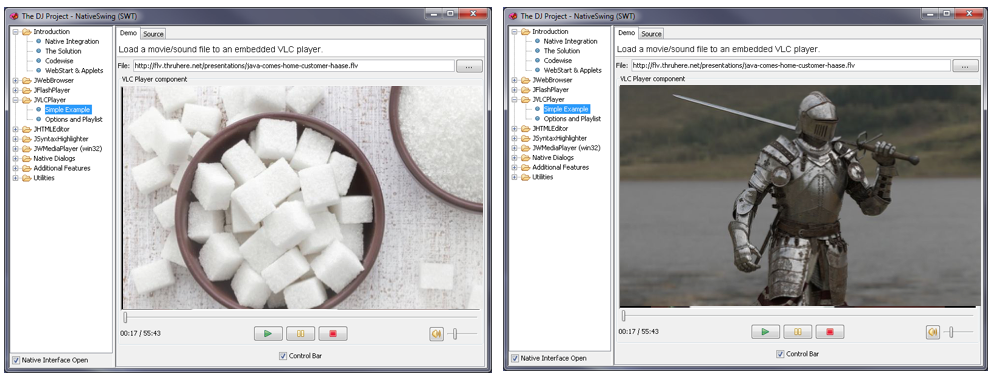 The DJ Project - NativeSwing (SWT)
Introduction
Native Integration
The Solution
Codewise
WebStart & Applets
JWebBrowser
JFlashPlayer
JVLCPlayer
Simple Example
Options and Playlist
JHTMLEditor
JSyntaxHighlighter
JWMediaPlayer (win32)
Native Dialogs
Additional Features
Utilities
Native Interface Open
Demo Source
Load a movie/sound file to an embedded VLC player.
File: http://flv.thruhere.net/presentations/java-comes-home-customer-haase.flv ...
VLC Player component
00:17 / 55:43
Control Bar
The DJ Project - NativeSwing (SWT)
Introduction
Native Integration
The Solution
Codewise
WebStart & Applets
JWebBrowser
JFlashPlayer
JVLCPlayer
Simple Example
Options and Playlist
JHTMLEditor
JSyntaxHighlighter
JWMediaPlayer (win32)
Native Dialogs
Additional Features
Utilities
Native Interface Open
Demo Source
Load a movie/sound file to an embedded VLC player.
File: http://flv.thruhere.net/presentations/java-comes-home-customer-haase.flv ...
VLC Player component
00:17 / 55:43
Control Bar